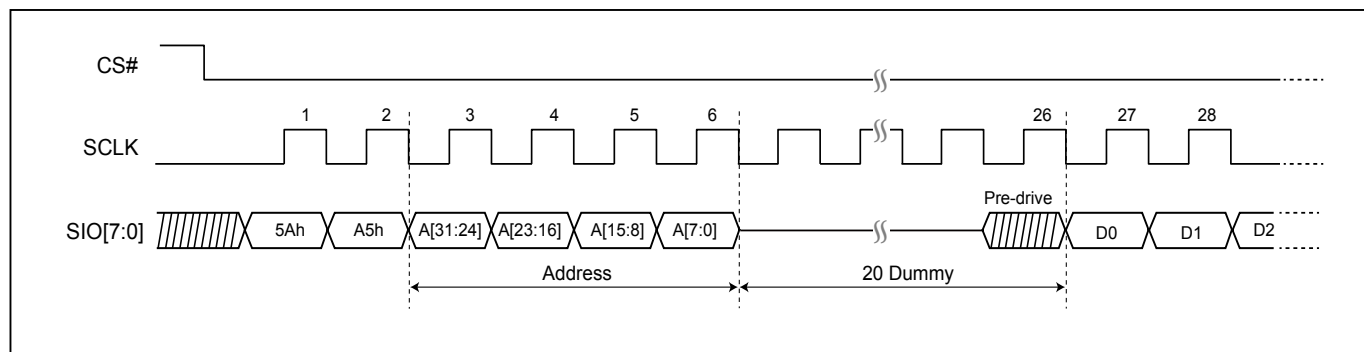 CS#
1 2 3 4 5 6 26 27 28
SCLK
Pre-drive
SIO[7:0] 5Ah A5h A[31:24] A[23:16] A[15:8] A[7:0] D0 D1 D2
Address 20 Dummy